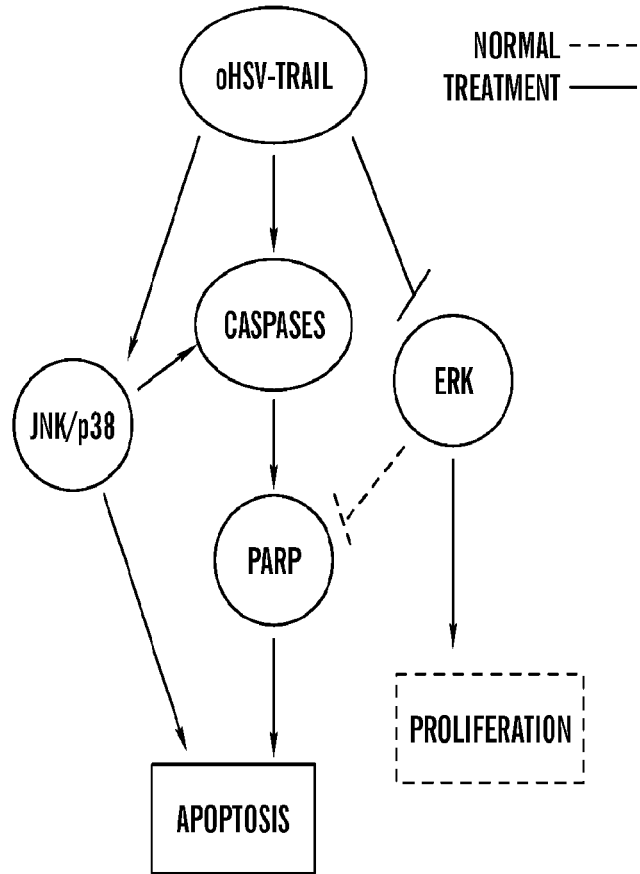 oHSV-TRAIL
NORMAL
TREATMENT
CASPASES
ERK
JNK/p38
PARP
PROLIFERATION
APOPTOSIS